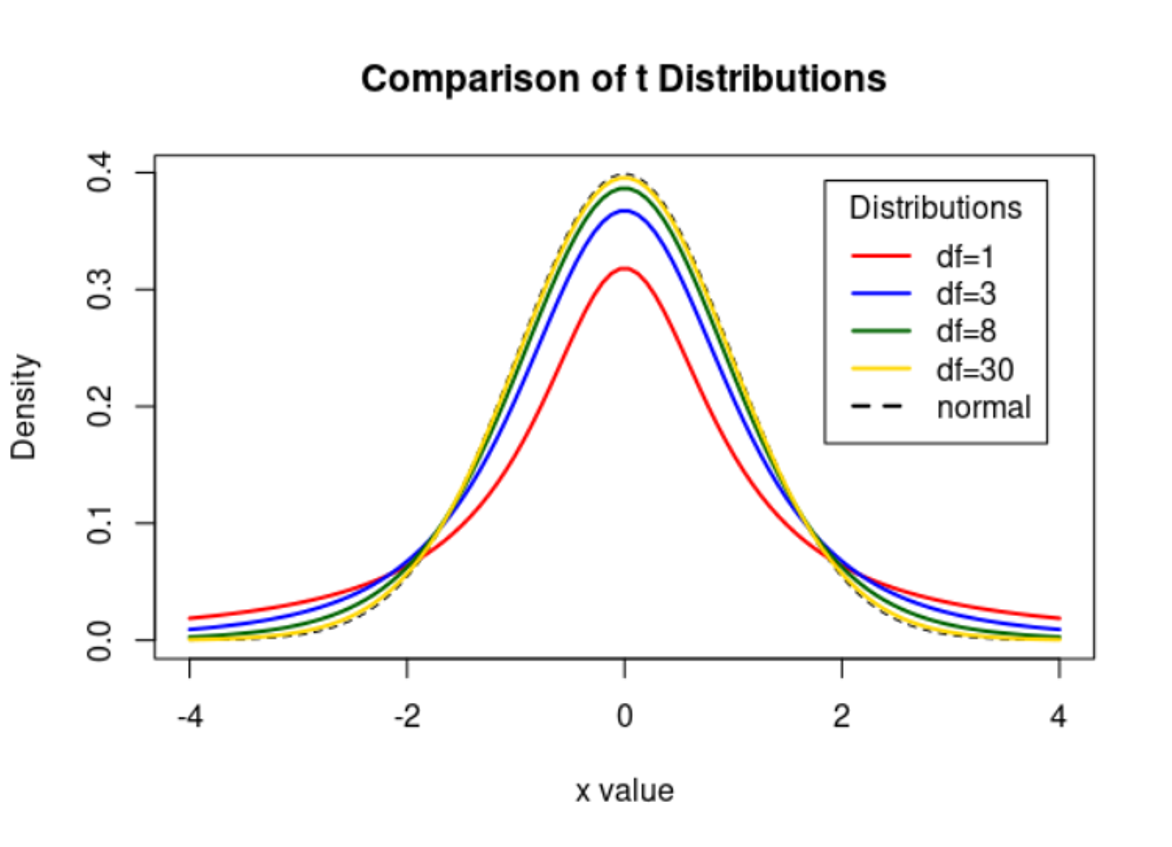 Comparison of t Distributions
Density
0.4
0.3
0.2
0.1
0.0
Distributions
df=1
df=3
df=8
df=30
normal
-4 -2 0 2 4
x value